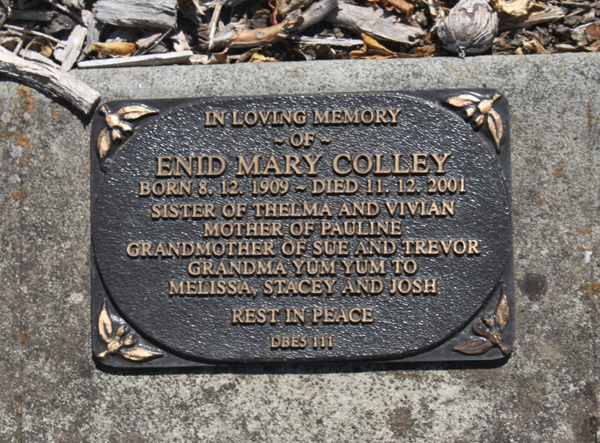 IN LOVING MEMORY
~ OF ~
ENID MARY COLLEY
BORN 8. 12. 1909 ~ DIED 11. 12. 2001
SISTER OF THELMA AND VIVIAN
MOTHER OF PAULINE
GRANDMOTHER OF SUE AND TREVOR
GRANDMA YUM YUM TO
MELISSA, STACEY AND JOSH
REST IN PEACE
DBE5 111